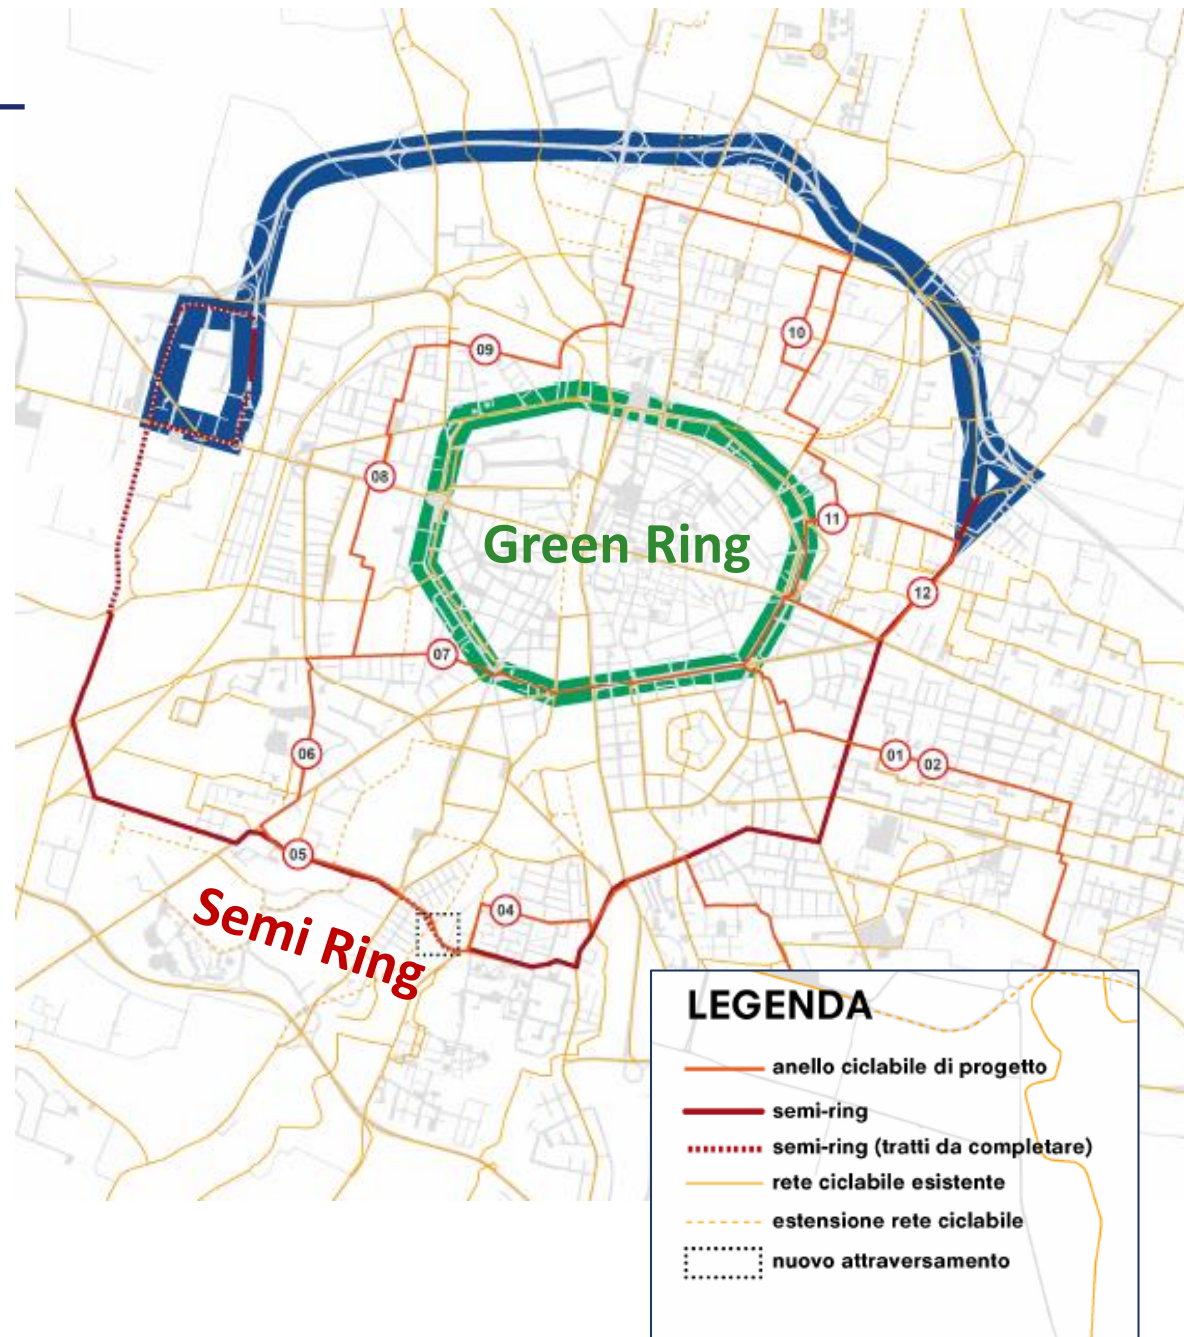 10
09
08
Green Ring
11
12
07
06
01
02
05
04
Semi Ring
LEGENDA
anello ciclabile di progetto
semi-ring
semi-ring (tratti da completare)
rete ciclabile esistente
estensione rete ciclabile
nuovo attraversamento